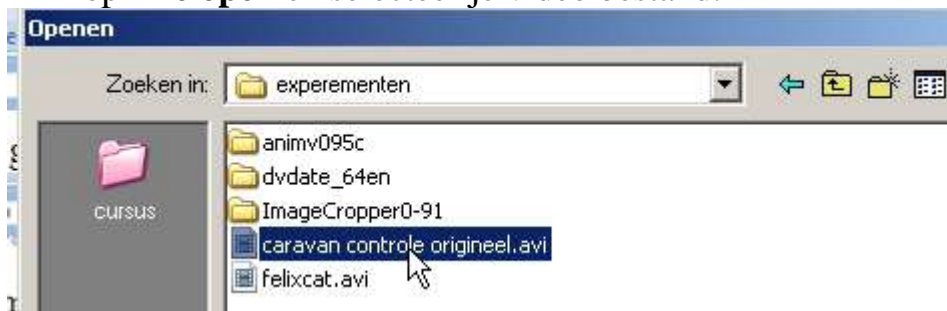 Openen
Zoeken in: experementen
cursus
animv095c
dvdate_64en
ImageCropper0-91
caravan controle origineel.avi
felixcat.avi